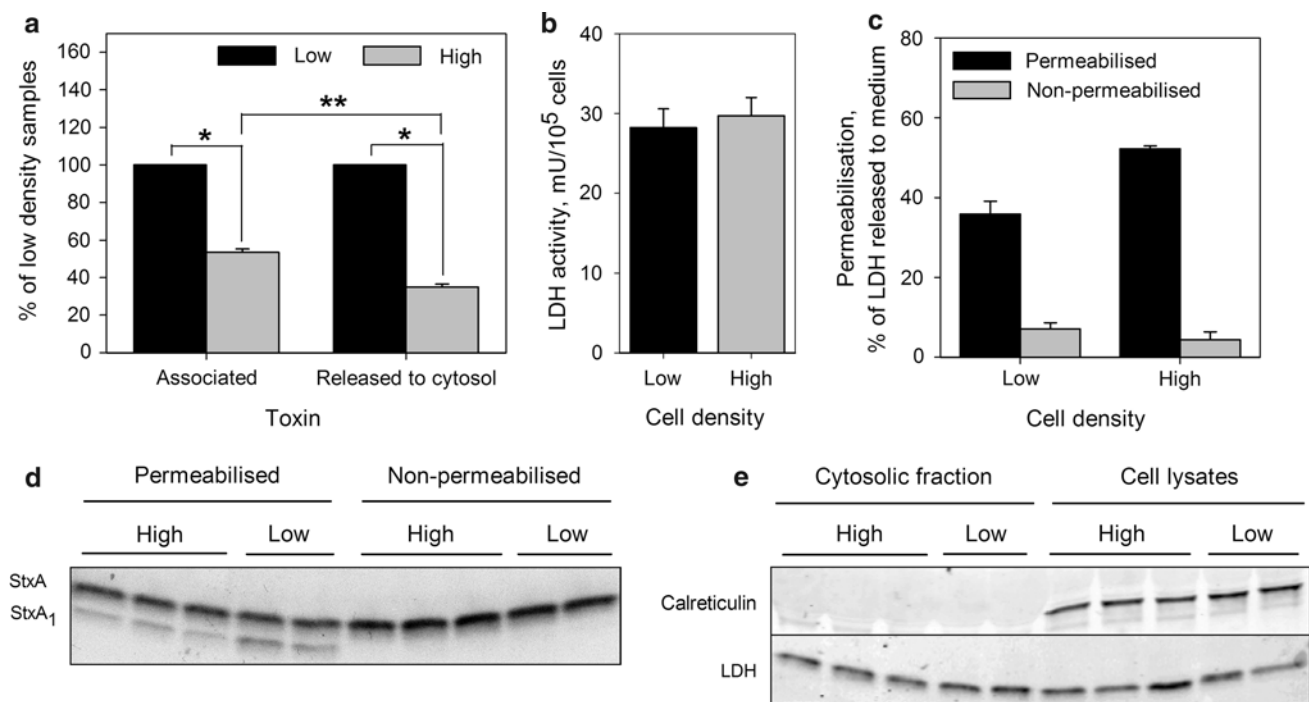 a
% of low density samples
160
140
120
100
80
60
40
20
0
Low High
**
* *
Associated Released to cytosol
Toxin
b
LDH activity, mU/10⁵ cells
40
30
20
10
0
Low High
Cell density
c
Permeabilisation,
% of LDH released to medium
80
60
40
20
0
Permeabilised
Non-permeabilised
Low High
Cell density
d
Permeabilised Non-permeabilised
High Low High Low
StxA
StxA₁
e
Cytosolic fraction Cell lysates
High Low High Low
Calreticulin
LDH